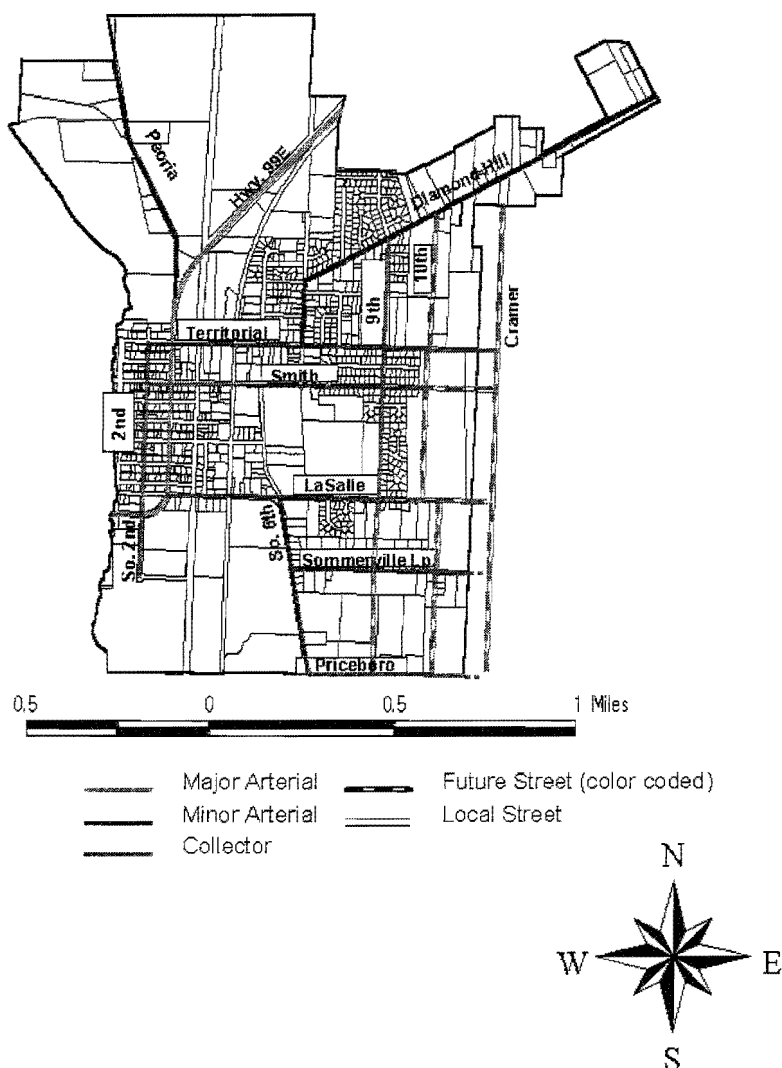 Peoria
HWY. 99E
Diamond Hill
10th
9th
Cramer
Territorial
Smith
2nd
LaSalle
So. 6th
So. 2nd
Sommerville Lp
Priceboro
0.5 0 0.5 1 Miles
Major Arterial Future Street (color coded)
Minor Arterial Local Street
Collector
N
W E
S